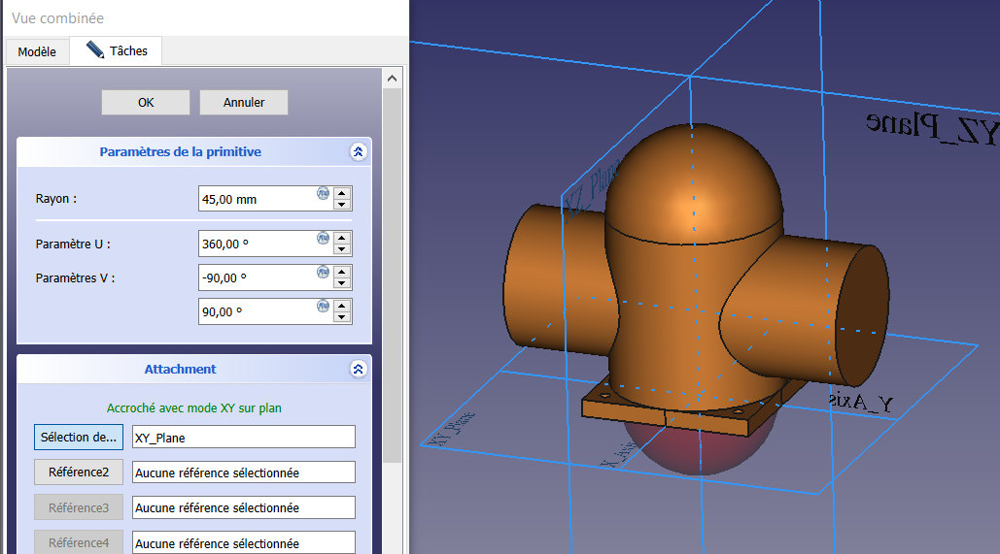 Vue combinée
Modèle
Tâches
OK
Annuler
Paramètres de la primitive
Rayon :
45,00 mm
Paramètre U :
360,00 °
Paramètres V :
-90,00 °
90,00 °
Attachment
Accroché avec mode XY sur plan
Sélection de...
XY_Plane
Référence2
Aucune référence sélectionnée
Référence3
Aucune référence sélectionnée
Référence4
Aucune référence sélectionnée
YZ_Plane
XZ_Plane
Y_Axis
XY_Plane
X_Axis